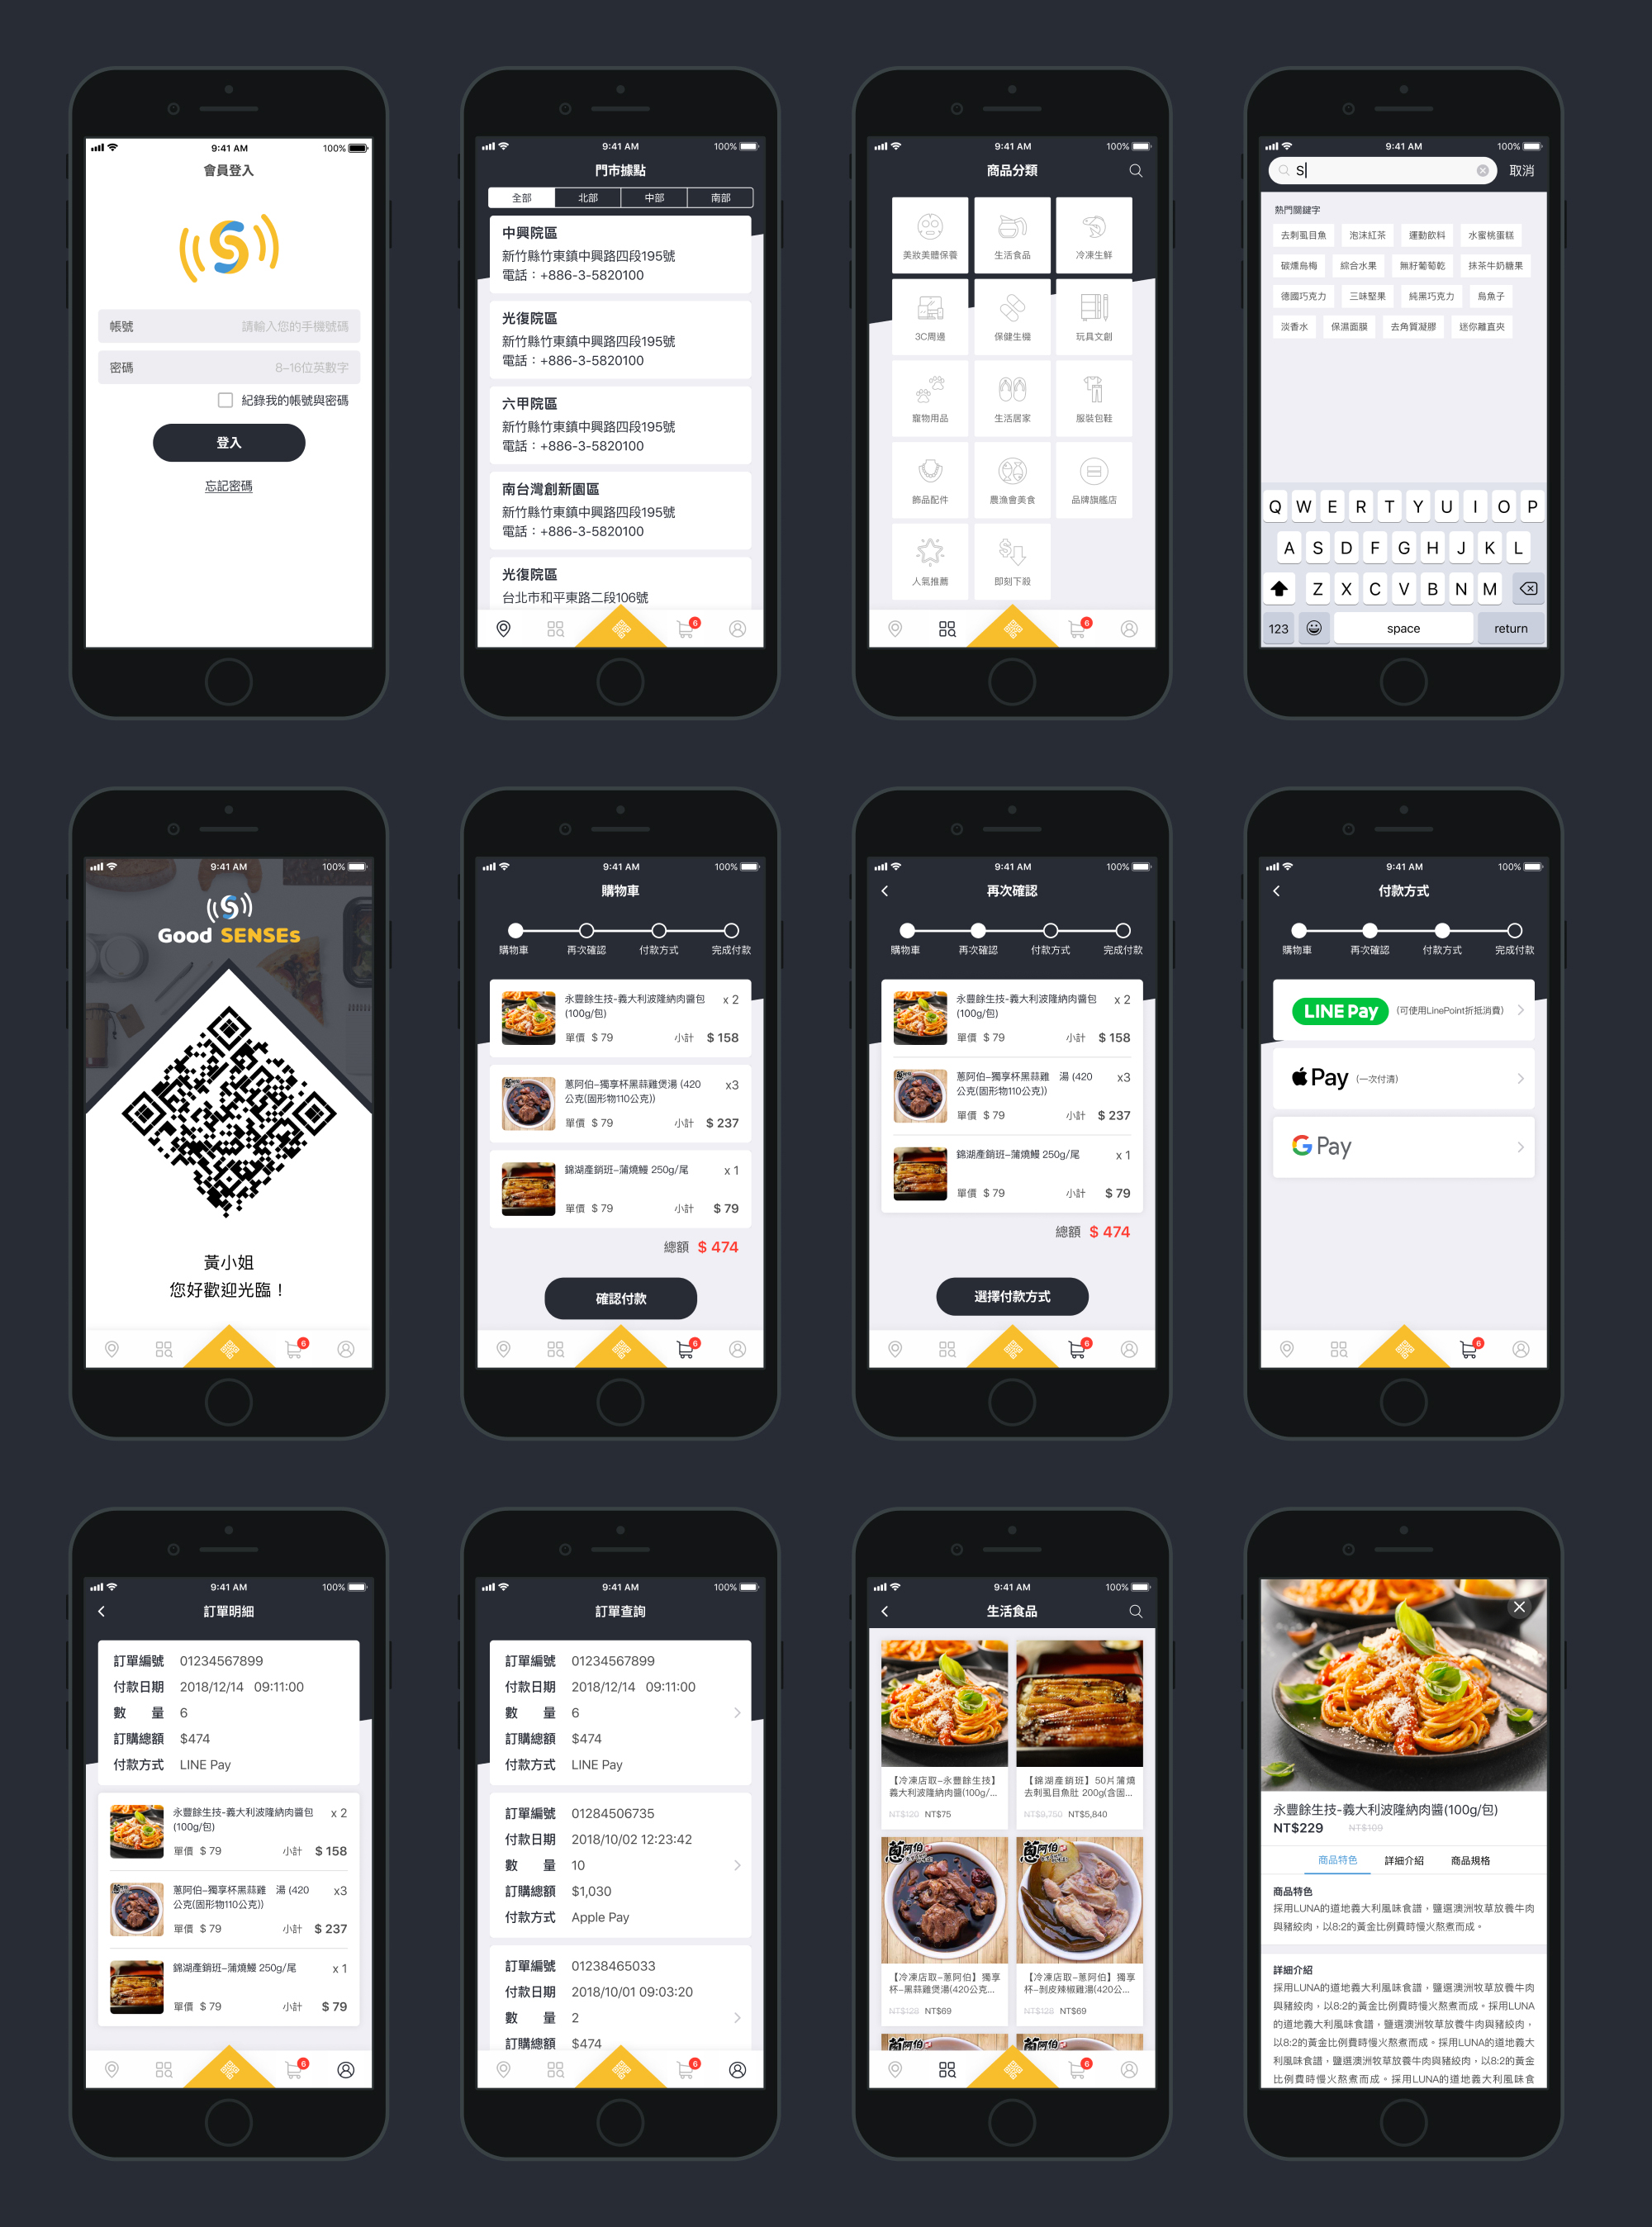 9:41 AM
100%
會員登入
帳號
請輸入您的手機號碼
密碼
8-16位英數字
紀錄我的帳號與密碼
登入
忘記密碼
9:41 AM
100%
門市據點
全部
北部
中部
南部
中興院區
新竹縣竹東鎮中興路四段195號
電話：+886-3-5820100
光復院區
新竹縣竹東鎮中興路四段195號
電話：+886-3-5820100
六甲院區
新竹縣竹東鎮中興路四段195號
電話：+886-3-5820100
南台灣創新園區
新竹縣竹東鎮中興路四段195號
電話：+886-3-5820100
光復院區
台北市和平東路二段106號
6
9:41 AM
100%
商品分類
美妝美體保養
生活食品
冷凍生鮮
3C周邊
保健生機
玩具文創
寵物用品
生活居家
服裝包鞋
飾品配件
農漁會美食
品牌旗艦店
人氣推薦
即刻下殺
6
9:41 AM
100%
S
取消
熱門關鍵字
去刺虱目魚
泡沫紅茶
運動飲料
水蜜桃蛋糕
碳燻烏梅
綜合水果
無籽葡萄乾
抹茶牛奶糖果
德國巧克力
三味堅果
純黑巧克力
烏魚子
淡香水
保濕面膜
去角質凝膠
迷你離直夾
Q W E R T Y U I O P
A S D F G H J K L
Z X C V B N M
123
space
return
9:41 AM
100%
Good SENSEs
黃小姐
您好歡迎光臨！
6
9:41 AM
100%
購物車
購物車
再次確認
付款方式
完成付款
永豐餘生技-義大利波隆納肉醬包
x 2
(100g/包)
單價 $ 79
小計 $ 158
蔥阿伯-獨享杯黑蒜雞煲湯 (420
x3
公克(固形物110公克))
單價 $ 79
小計 $ 237
錦湖產銷班-蒲燒鰻 250g/尾
x 1
單價 $ 79
小計 $ 79
總額 $ 474
確認付款
6
9:41 AM
100%
再次確認
購物車
再次確認
付款方式
完成付款
永豐餘生技-義大利波隆納肉醬包
x 2
(100g/包)
單價 $ 79
小計 $ 158
蔥阿伯-獨享杯黑蒜雞 湯 (420
x3
公克(固形物110公克))
單價 $ 79
小計 $ 237
錦湖產銷班-蒲燒鰻 250g/尾
x 1
單價 $ 79
小計 $ 79
總額 $ 474
選擇付款方式
6
9:41 AM
100%
付款方式
購物車
再次確認
付款方式
完成付款
LINE Pay
(可使用LinePoint折抵消費)
Pay
(一次付清)
G Pay
6
9:41 AM
100%
訂單明細
訂單編號 01234567899
付款日期 2018/12/14 09:11:00
數 量 6
訂購總額 $474
付款方式 LINE Pay
永豐餘生技-義大利波隆納肉醬包
x 2
(100g/包)
單價 $ 79
小計 $ 158
蔥阿伯-獨享杯黑蒜雞 湯 (420
x3
公克(固形物110公克))
單價 $ 79
小計 $ 237
錦湖產銷班-蒲燒鰻 250g/尾
x 1
單價 $ 79
小計 $ 79
6
9:41 AM
100%
訂單查詢
訂單編號 01234567899
付款日期 2018/12/14 09:11:00
數 量 6
訂購總額 $474
付款方式 LINE Pay
訂單編號 01284506735
付款日期 2018/10/02 12:23:42
數 量 10
訂購總額 $1,030
付款方式 Apple Pay
訂單編號 01238465033
付款日期 2018/10/01 09:03:20
數 量 2
訂購總額 $474
6
9:41 AM
100%
生活食品
【冷凍店取-永豐餘生技】
義大利波隆納肉醬(100g/...
NT$120 NT$75
【錦湖產銷班】50片蒲燒
去刺虱目魚肚 200g(含固...
NT$9,750 NT$5,840
蔥阿伯
【冷凍店取-蔥阿伯】獨享
杯-黑蒜雞煲湯(420公克...
NT$128 NT$69
蔥阿伯
【冷凍店取-蔥阿伯】獨享
杯-剝皮辣椒雞湯(420公...
NT$128 NT$69
6
永豐餘生技-義大利波隆納肉醬(100g/包)
NT$229 NT$109
商品特色
詳細介紹
商品規格
商品特色
採用LUNA的道地義大利風味食譜，鹽選澳洲牧草放養牛肉
與豬絞肉，以8:2的黃金比例費時慢火熬煮而成。
詳細介紹
採用LUNA的道地義大利風味食譜，鹽選澳洲牧草放養牛肉
與豬絞肉，以8:2的黃金比例費時慢火熬煮而成。採用LUNA
的道地義大利風味食譜，鹽選澳洲牧草放養牛肉與豬絞肉，
以8:2的黃金比例費時慢火熬煮而成。採用LUNA的道地義大
利風味食譜，鹽選澳洲牧草放養牛肉與豬絞肉，以8:2的黃金
比例費時慢火熬煮而成。採用LUNA的道地義大利風味食